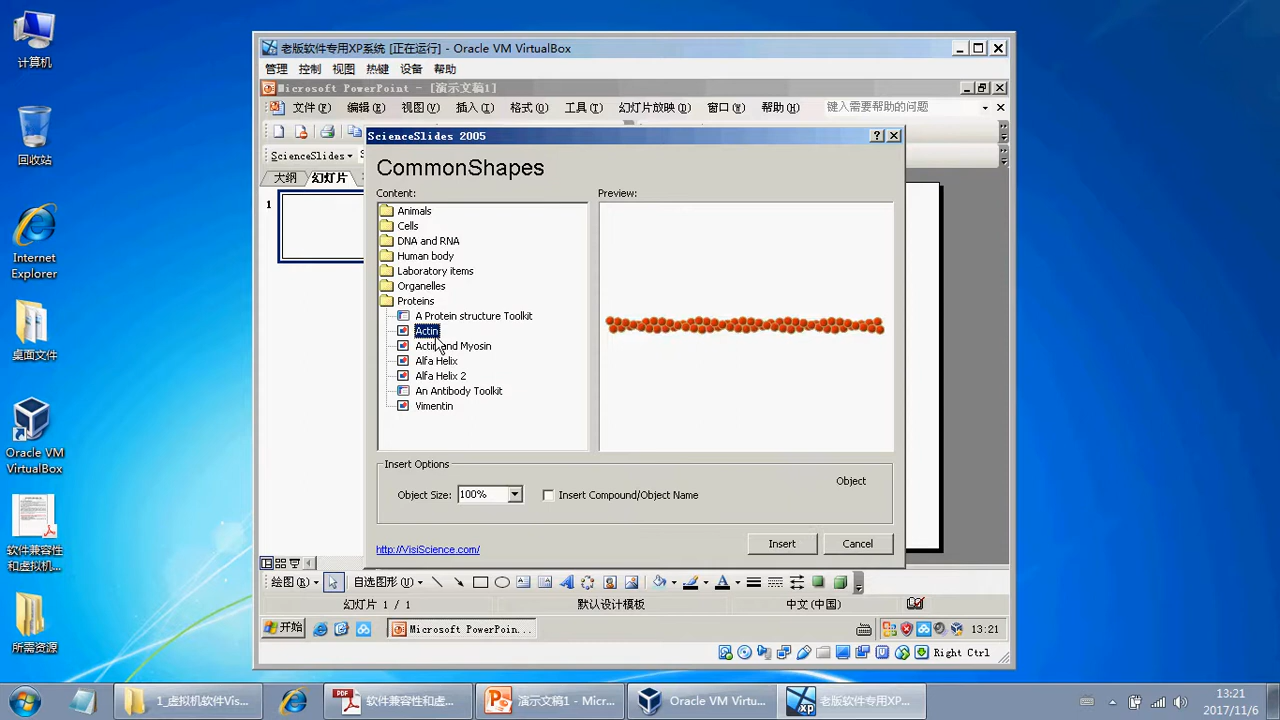 计算机
回收站
Internet
Explorer
桌面文件
Oracle VM
VirtualBox
软件兼容性
和虚拟机...
所需资源
老版软件专用XP系统 [正在运行] - Oracle VM VirtualBox
管理 控制 视图 热键 设备 帮助
Microsoft PowerPoint - [演示文稿1]
文件(F) 编辑(E) 视图(V) 插入(I) 格式(O) 工具(T) 幻灯片放映(D) 窗口(W) 帮助(H) 键入需要帮助的问题
ScienceSlides
大纲 幻灯片
1
ScienceSlides 2005
CommonShapes
Content: Preview:
Animals
Cells
DNA and RNA
Human body
Laboratory items
Organelles
Proteins
A Protein structure Toolkit
Actin
Actin and Myosin
Alfa Helix
Alfa Helix 2
An Antibody Toolkit
Vimentin
Insert Options
Object
Object Size: 100% Insert Compound/Object Name
http://VisiScience.com/
Insert Cancel
绘图(R) 自选图形(U)
幻灯片 1 / 1 默认设计模板 中文(中国)
开始 Microsoft PowerPoin... 13:21
Right Ctrl
1_虚拟机软件Vis... 软件兼容性和虚... 演示文稿1 - Micr... Oracle VM Virtu... 老版软件专用XP...
13:21
2017/11/6